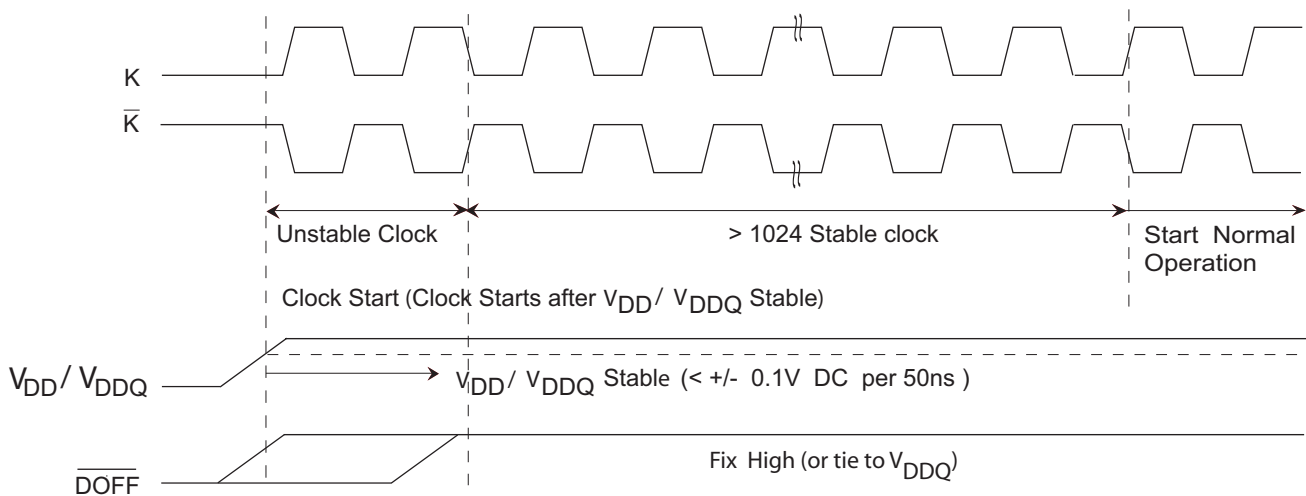 K
K
Unstable Clock
> 1024 Stable clock
Start Normal
Operation
Clock Start (Clock Starts after VDD / VDDQ Stable)
VDD / VDDQ
VDD / VDDQ Stable (< +/- 0.1V DC per 50ns )
DOFF
Fix High (or tie to VDDQ)